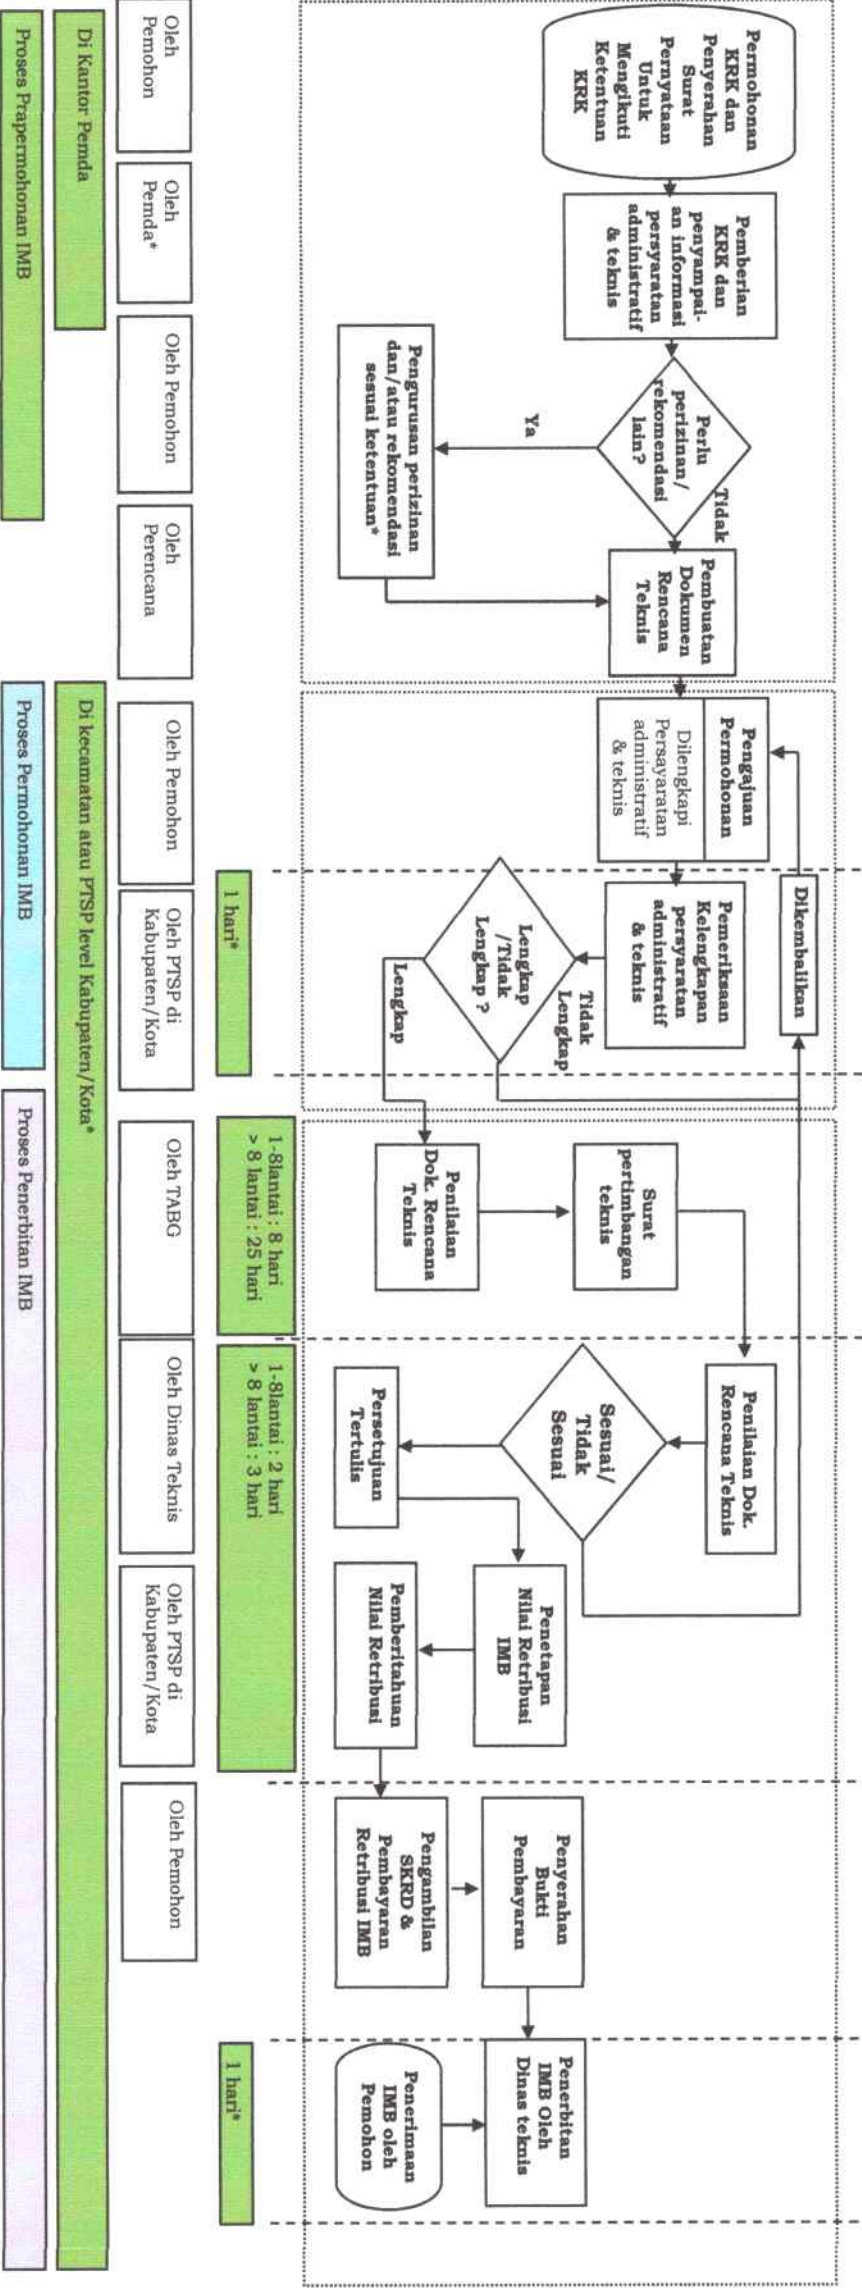 Permohonan
KRK dan
Penyerahan
Surat
Pernyataan
Untuk
Mengikuti
Ketentuan
KRK
Pemberian
KRK dan
penyampai-
an informasi
persyaratan
administratif
& teknis
Perlu
perizinan/
rekomendasi
lain?
Tidak
Ya
Pengurusan perizinan
dan/atau rekomendasi
sesuai ketentuan*
Pembuatan
Dokumen
Rencana
Teknis
Pengajuan
Permohonan
Dilengkapi
Persayaratan
administratif
& teknis
Dikembalikan
Pemeriksaan
Kelengkapan
persyaratan
administratif
& teknis
Tidak
Lengkap
Lengkap
/Tidak
Lengkap ?
Lengkap
Penilaian
Dok. Rencana
Teknis
Surat
pertimbangan
teknis
Penilaian Dok.
Rencana Teknis
Sesuai/
Tidak
Sesuai
Persetujuan
Tertulis
Penetapan
Nilai Retribusi
IMB
Pemberitahuan
Nilai Retribusi
Pengambilan
SKRD &
Pembayaran
Retribusi IMB
Penyerahan
Bukti
Pembayaran
Penerbitan
IMB Oleh
Dinas teknis
Penerimaan
IMB oleh
Pemohon
1 hari*
1-8lantai : 8 hari
> 8 lantai : 25 hari
1-8lantai : 2 hari
> 8 lantai : 3 hari
1 hari*
Oleh
Pemohon
Oleh
Pemda*
Oleh Pemohon
Oleh
Perencana
Oleh Pemohon
Oleh PTSP di
Kabupaten/Kota
Oleh TABG
Oleh Dinas Teknis
Oleh PTSP di
Kabupaten/Kota
Oleh Pemohon
Di Kantor Pemda
Di kecamatan atau PTSP level Kabupaten/Kota*
Proses Prapermohonan IMB
Proses Permohonan IMB
Proses Penerbitan IMB